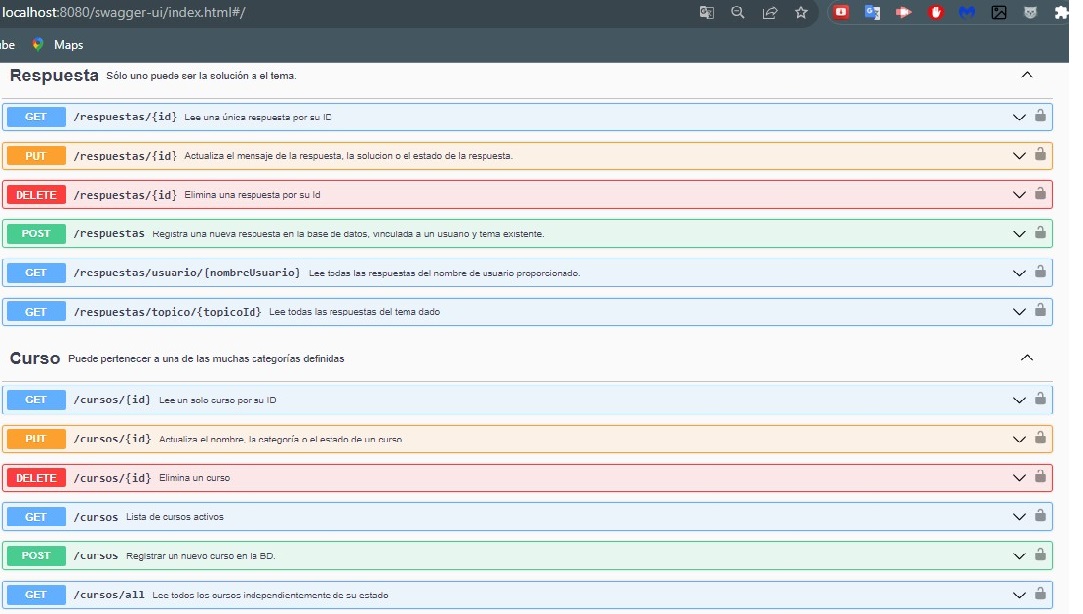 localhost:8080/swagger-ui/index.html#/
be Maps
Respuesta Sólo uno puede ser la solución a el tema.
GET /respuestas/{id} Lee una única respuesta por su ID
PUT /respuestas/{id} Actualiza el mensaje de la respuesta, la solucion o el estado de la respuesta.
DELETE /respuestas/{id} Elimina una respuesta por su Id
POST /respuestas Registra una nueva respuesta en la base de datos, vinculada a un usuario y tema existente.
GET /respuestas/usuario/{nombreUsuario} Lee todas las respuestas del nombre de usuario proporcionado.
GET /respuestas/topico/{topicoId} Lee todas las respuestas del tema dado
Curso Puede pertenecer a una de las muchas categorías definidas
GET /cursos/{id} Lee un solo curso por su ID
PUT /cursos/{id} Actualiza el nombre, la categoría o el estado de un curso
DELETE /cursos/{id} Elimina un curso
GET /cursos Lista de cursos activos
POST /cursos Registrar un nuevo curso en la BD.
GET /cursos/all Lee todos los cursos independientemente de su estado